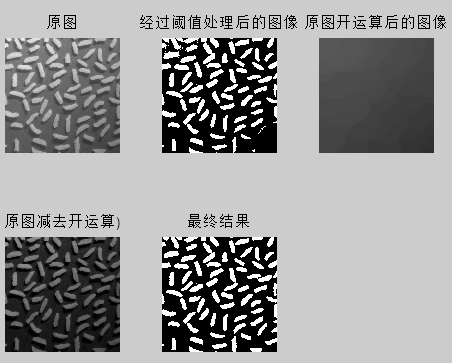 原图
经过阈值处理后的图像
原图开运算后的图像
原图减去开运算)
最终结果